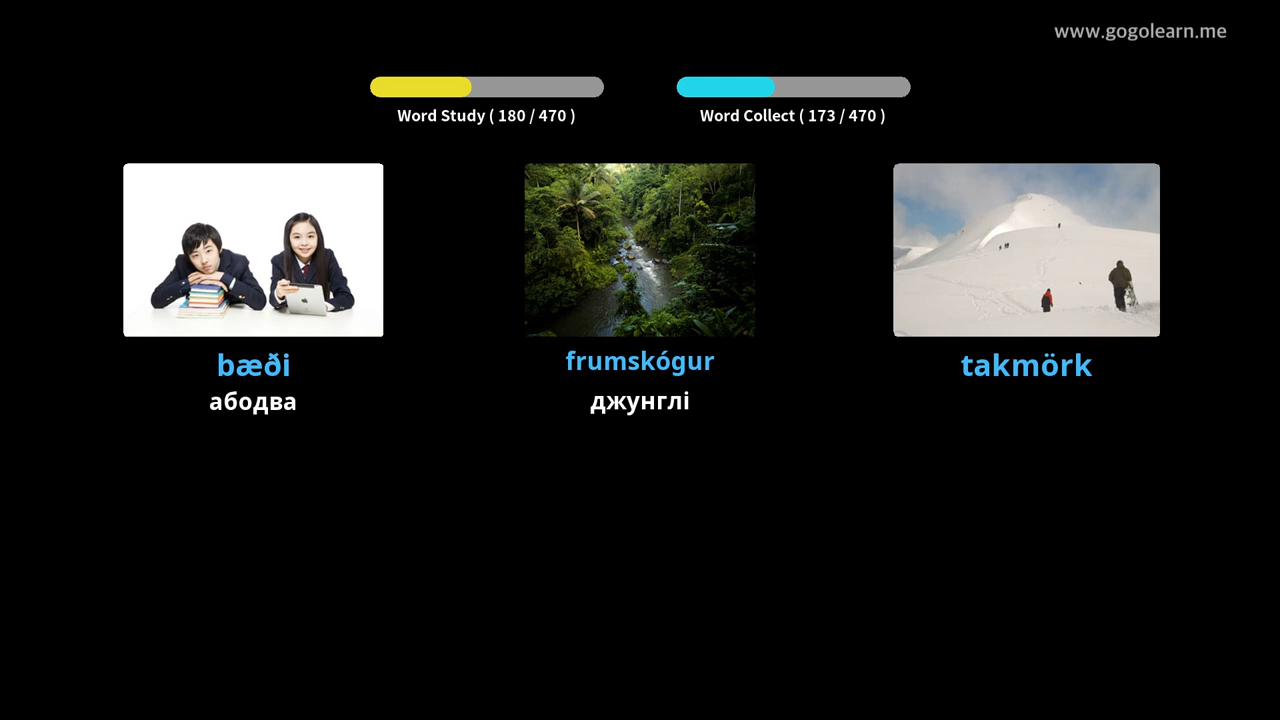 www.gogolearn.me
Word Study ( 180 / 470 )
Word Collect ( 173 / 470 )
bæði
frumskógur
takmörk
абодва
джунглі